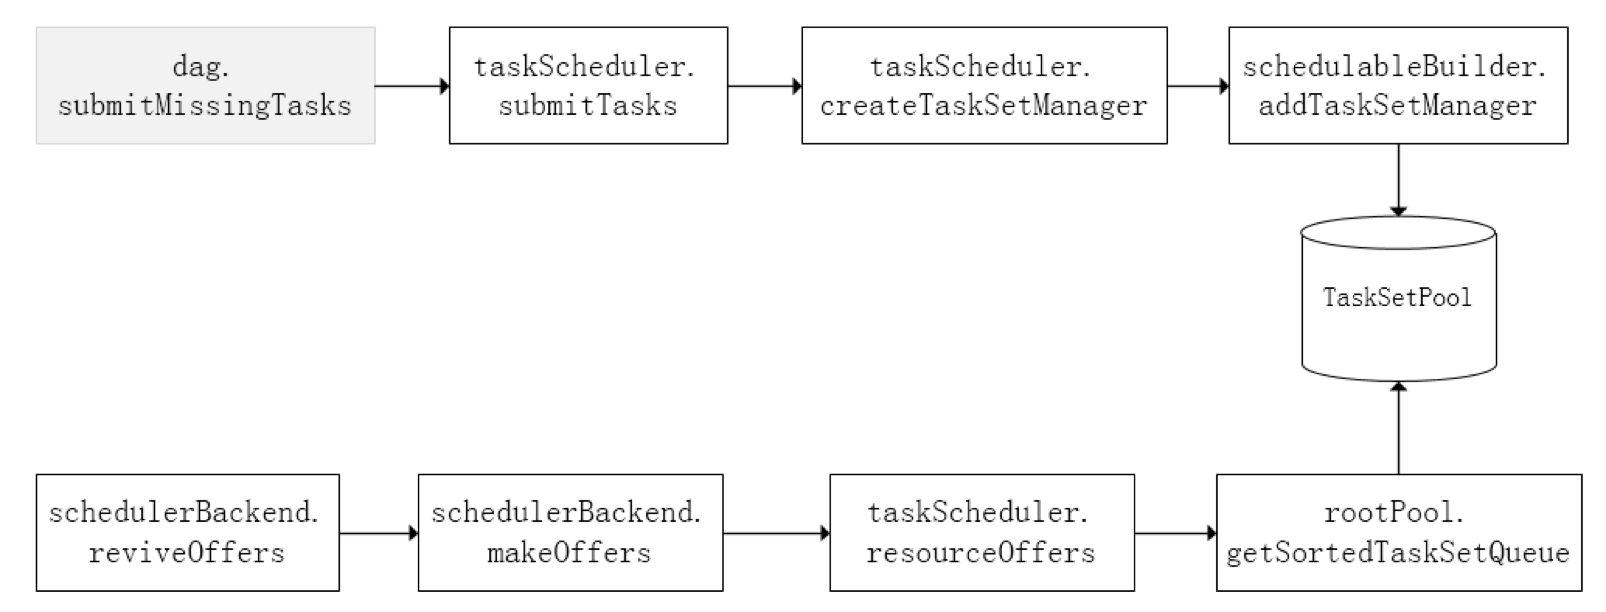 dag.
submitMissingTasks
taskScheduler.
submitTasks
taskScheduler.
createTaskSetManager
schedulableBuilder.
addTaskSetManager
TaskSetPool
schedulerBackend.
reviveOffers
schedulerBackend.
makeOffers
taskScheduler.
resourceOffers
rootPool.
getSortedTaskSetQueue